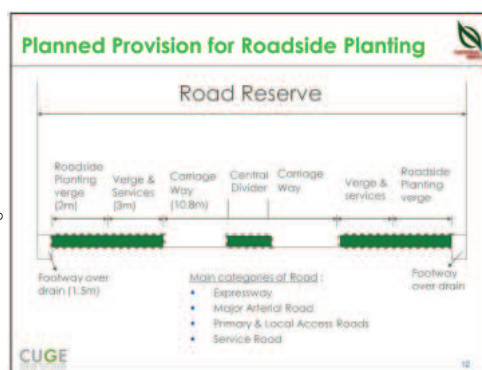 Planned Provision for Roadside Planting
Road Reserve
Roadside
Planting
verge
(2m)
Verge &
Services
(3m)
Carriage
Way
(10.8m)
Central
Divider
Carriage
Way
Verge &
services
Roadside
Planting
verge
Footway over
drain (1.5m)
Footway
over drain
Main categories of Road :
Expressway
Major Arterial Road
Primary & Local Access Roads
Service Road
CUGE
12